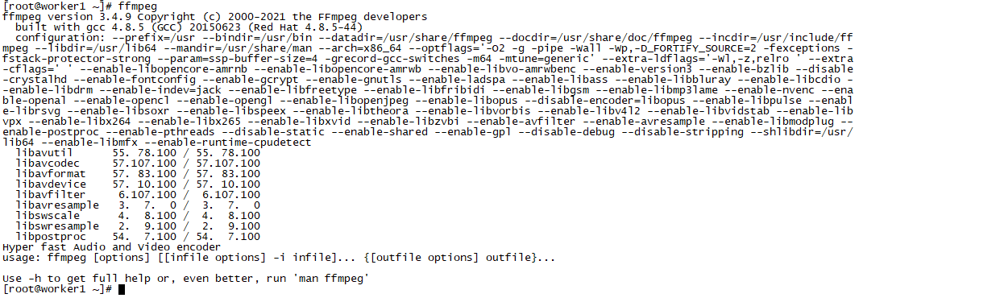 [root@worker1 ~]# ffmpeg
ffmpeg version 3.4.9 Copyright (c) 2000-2021 the FFmpeg developers
  built with gcc 4.8.5 (GCC) 20150623 (Red Hat 4.8.5-44)
  configuration: --prefix=/usr --bindir=/usr/bin --datadir=/usr/share/ffmpeg --docdir=/usr/share/doc/ffmpeg --incdir=/usr/include/ff
mpeg --libdir=/usr/lib64 --mandir=/usr/share/man --arch=x86_64 --optflags='-O2 -g -pipe -Wall -Wp,-D_FORTIFY_SOURCE=2 -fexceptions -
fstack-protector-strong --param=ssp-buffer-size=4 -grecord-gcc-switches -m64 -mtune=generic' --extra-ldflags='-Wl,-z,relro ' --extra
-cflags=' ' --enable-libopencore-amrnb --enable-libopencore-amrwb --enable-libvo-amrwbenc --enable-version3 --enable-bzlib --disable
-crystalhd --enable-fontconfig --enable-gcrypt --enable-gnutls --enable-ladspa --enable-libass --enable-libbluray --enable-libcdio -
-enable-libdrm --enable-indev=jack --enable-libfreetype --enable-libfribidi --enable-libgsm --enable-libmp3lame --enable-nvenc --ena
ble-openal --enable-opencl --enable-opengl --enable-libopenjpeg --enable-libopus --disable-encoder=libopus --enable-libpulse --enabl
e-librsvg --enable-libsoxr --enable-libspeex --enable-libtheora --enable-libvorbis --enable-libv4l2 --enable-libvidstab --enable-lib
vpx --enable-libx264 --enable-libx265 --enable-libxvid --enable-libzvbi --enable-avfilter --enable-avresample --enable-libmodplug --
enable-postproc --enable-pthreads --disable-static --enable-shared --enable-gpl --disable-debug --disable-stripping --shlibdir=/usr/
lib64 --enable-libmfx --enable-runtime-cpudetect
  libavutil      55. 78.100 / 55. 78.100
  libavcodec     57.107.100 / 57.107.100
  libavformat    57. 83.100 / 57. 83.100
  libavdevice    57. 10.100 / 57. 10.100
  libavfilter     6.107.100 /  6.107.100
  libavresample   3.  7.  0 /  3.  7.  0
  libswscale      4.  8.100 /  4.  8.100
  libswresample   2.  9.100 /  2.  9.100
  libpostproc    54.  7.100 / 54.  7.100
Hyper fast Audio and Video encoder
usage: ffmpeg [options] [[infile options] -i infile]... {[outfile options] outfile}...

Use -h to get full help or, even better, run 'man ffmpeg'
[root@worker1 ~]#